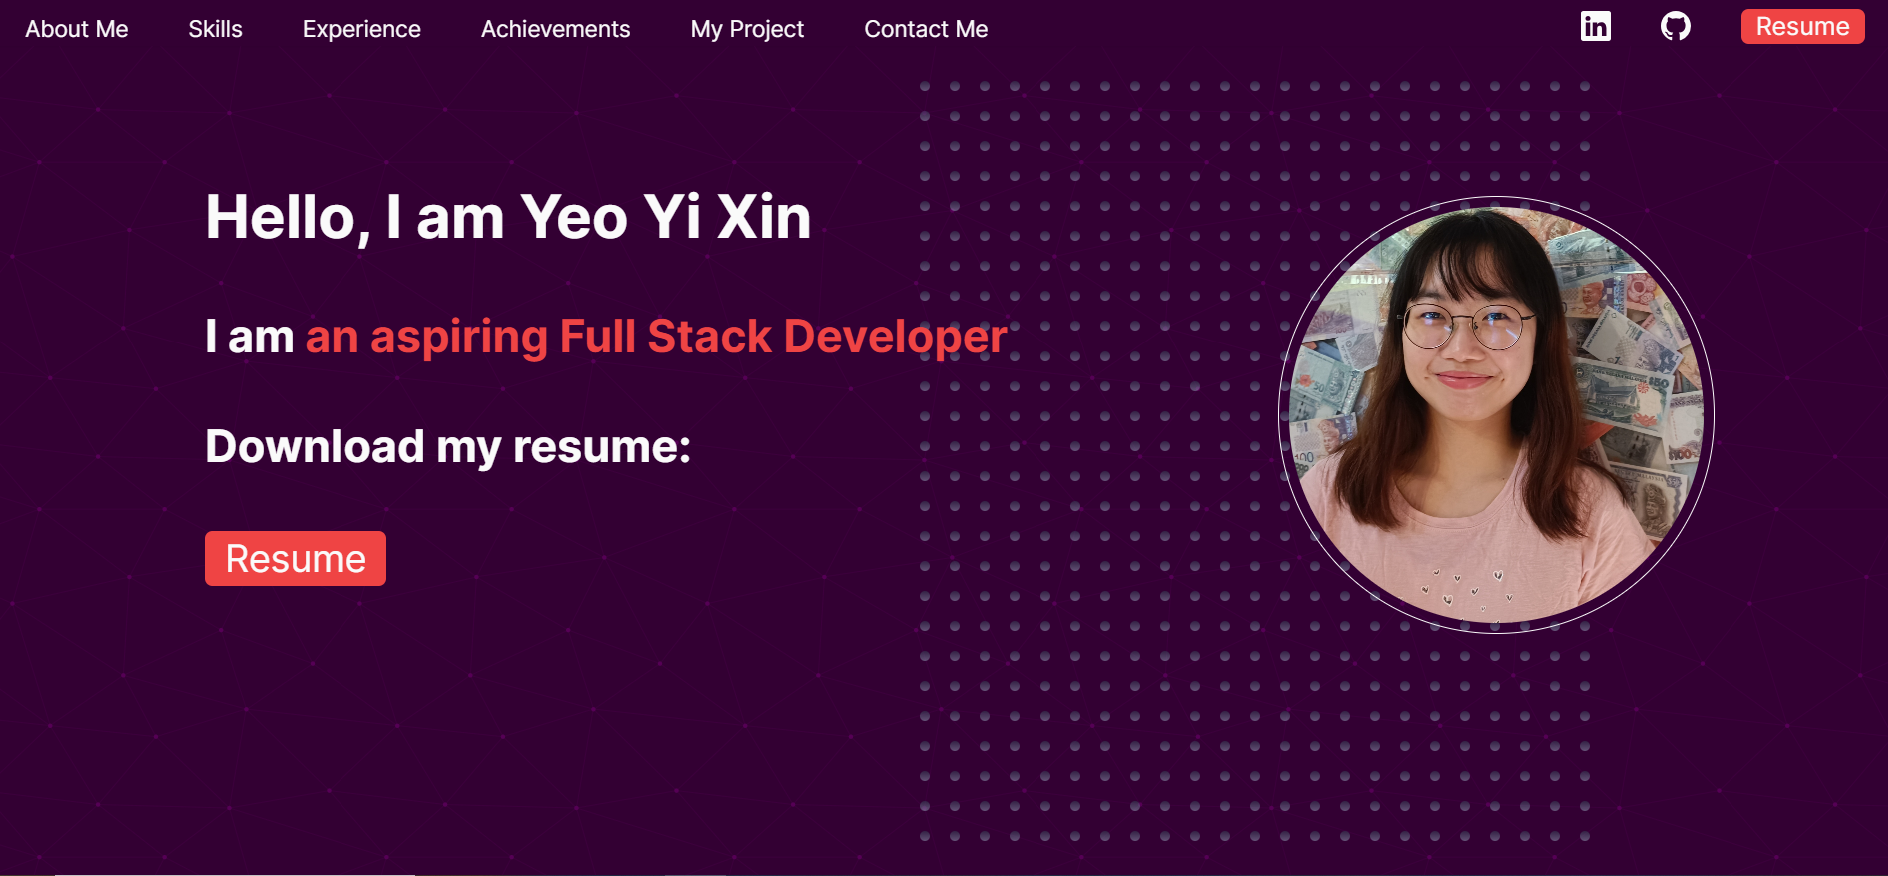 About Me Skills Experience Achievements My Project Contact Me in Resume
Hello, I am Yeo Yi Xin
I am an aspiring Full Stack Developer
Download my resume:
Resume